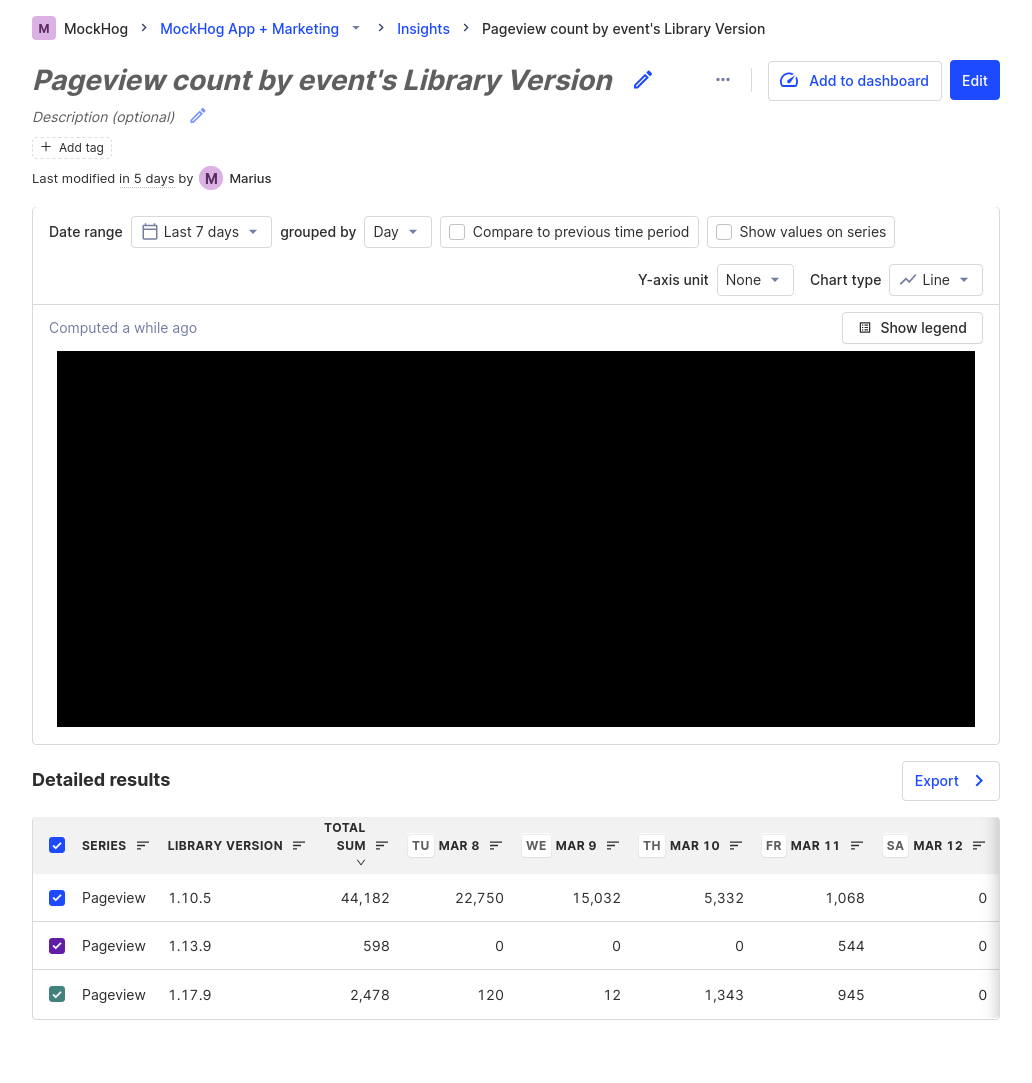 M MockHog > MockHog App + Marketing > Insights > Pageview count by event's Library Version
Pageview count by event's Library Version
Add to dashboard
Edit
Description (optional)
+ Add tag
Last modified in 5 days by M Marius
Date range Last 7 days grouped by Day Compare to previous time period Show values on series
Y-axis unit None Chart type Line
Computed a while ago
Show legend
Detailed results
Export
SERIES LIBRARY VERSION TOTAL SUM TU MAR 8 WE MAR 9 TH MAR 10 FR MAR 11 SA MAR 12
Pageview 1.10.5 44,182 22,750 15,032 5,332 1,068 0
Pageview 1.13.9 598 0 0 0 544 0
Pageview 1.17.9 2,478 120 12 1,343 945 0